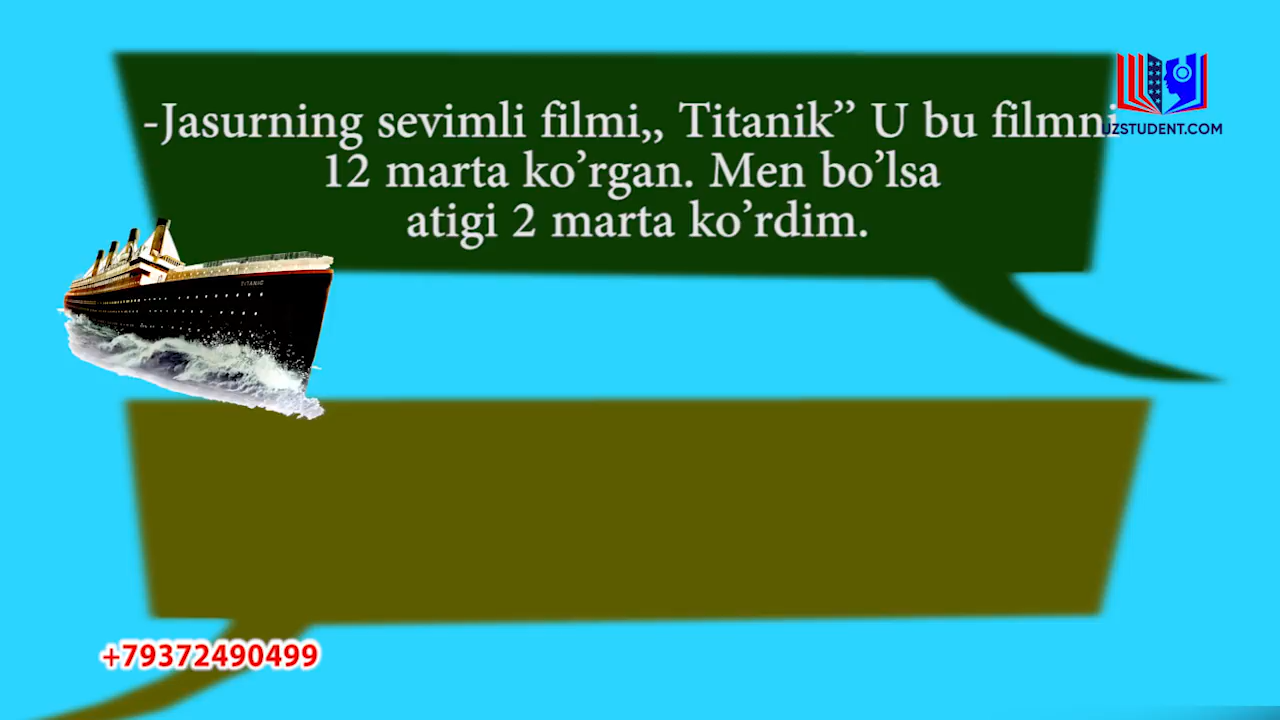 -Jasurning sevimli filmi,, Titanik’’ U bu filmni
12 marta ko’rgan. Men bo’lsa
atigi 2 marta ko’rdim.
UZSTUDENT.COM
TITANIC
+79372490499